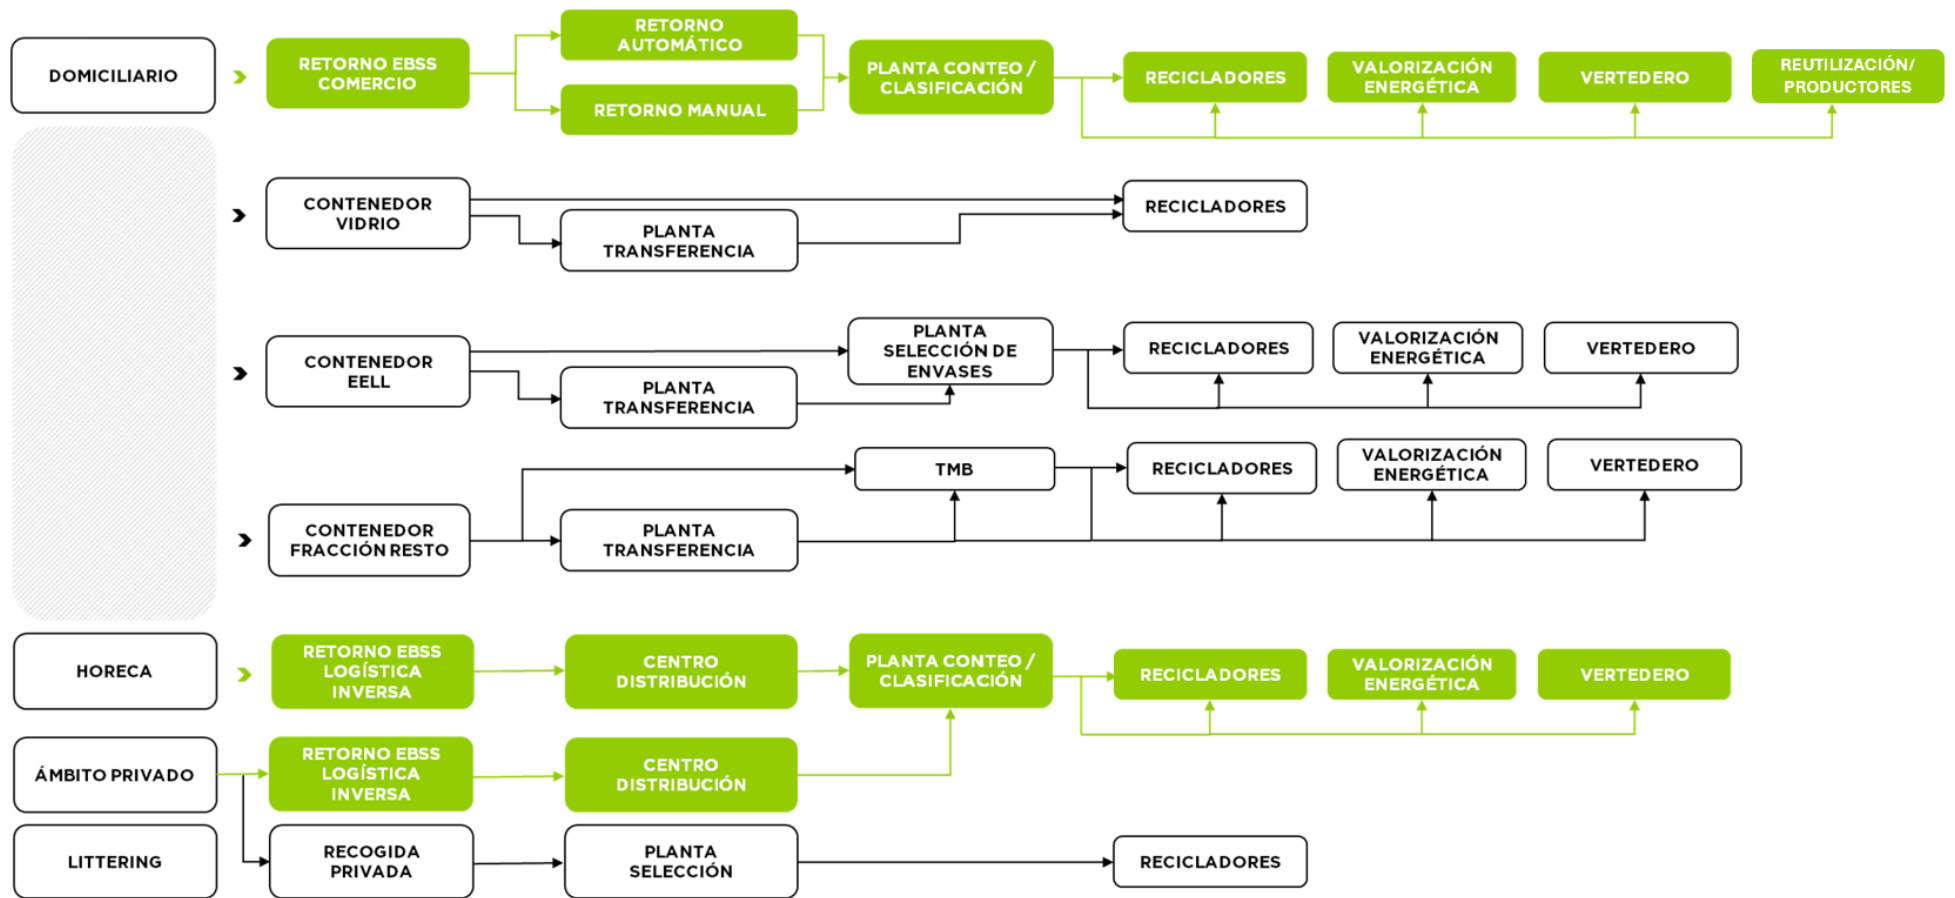 DOMICILIARIO
RETORNO EBSS
COMERCIO
RETORNO
AUTOMÁTICO
RETORNO MANUAL
PLANTA CONTEO /
CLASIFICACIÓN
RECICLADORES
VALORIZACIÓN
ENERGÉTICA
VERTEDERO
REUTILIZACIÓN/
PRODUCTORES
CONTENEDOR
VIDRIO
PLANTA
TRANSFERENCIA
RECICLADORES
CONTENEDOR
EELL
PLANTA
TRANSFERENCIA
PLANTA
SELECCIÓN DE
ENVASES
RECICLADORES
VALORIZACIÓN
ENERGÉTICA
VERTEDERO
CONTENEDOR
FRACCIÓN RESTO
PLANTA
TRANSFERENCIA
TMB
RECICLADORES
VALORIZACIÓN
ENERGÉTICA
VERTEDERO
HORECA
RETORNO EBSS
LOGÍSTICA
INVERSA
CENTRO
DISTRIBUCIÓN
PLANTA CONTEO /
CLASIFICACIÓN
RECICLADORES
VALORIZACIÓN
ENERGÉTICA
VERTEDERO
ÁMBITO PRIVADO
RETORNO EBSS
LOGÍSTICA
INVERSA
CENTRO
DISTRIBUCIÓN
LITTERING
RECOGIDA
PRIVADA
PLANTA
SELECCIÓN
RECICLADORES